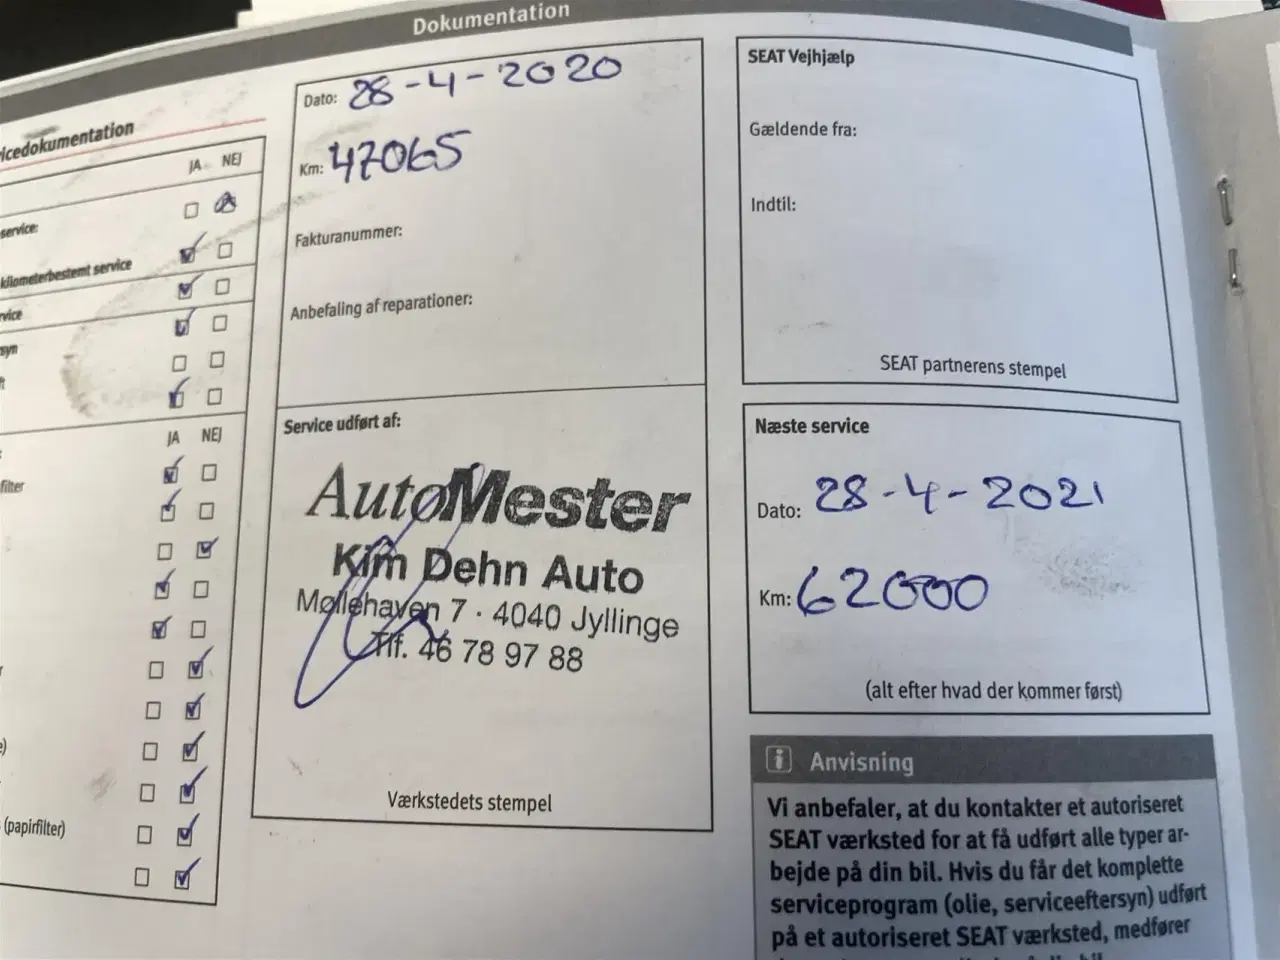 Dokumentation
icedokumentation
JA NEJ
service:
kilometerbestemt service
rvice
syn
ft
JA NEJ
filter
r
e)
(papirfilter)
Dato: 28-4-2020
Km: 47065
Fakturanummer:
Anbefaling af reparationer:
Service udført af:
AutoMester
Kim Dehn Auto
Møllehaven 7 · 4040 Jyllinge
Tlf. 46 78 97 88
Værkstedets stempel
SEAT Vejhjælp
Gældende fra:
Indtil:
SEAT partnerens stempel
Næste service
Dato: 28-4-2021
Km: 62000
(alt efter hvad der kommer først)
i Anvisning
Vi anbefaler, at du kontakter et autoriseret
SEAT værksted for at få udført alle typer ar-
bejde på din bil. Hvis du får det komplette
serviceprogram (olie, serviceeftersyn) udført
på et autoriseret SEAT værksted, medfører